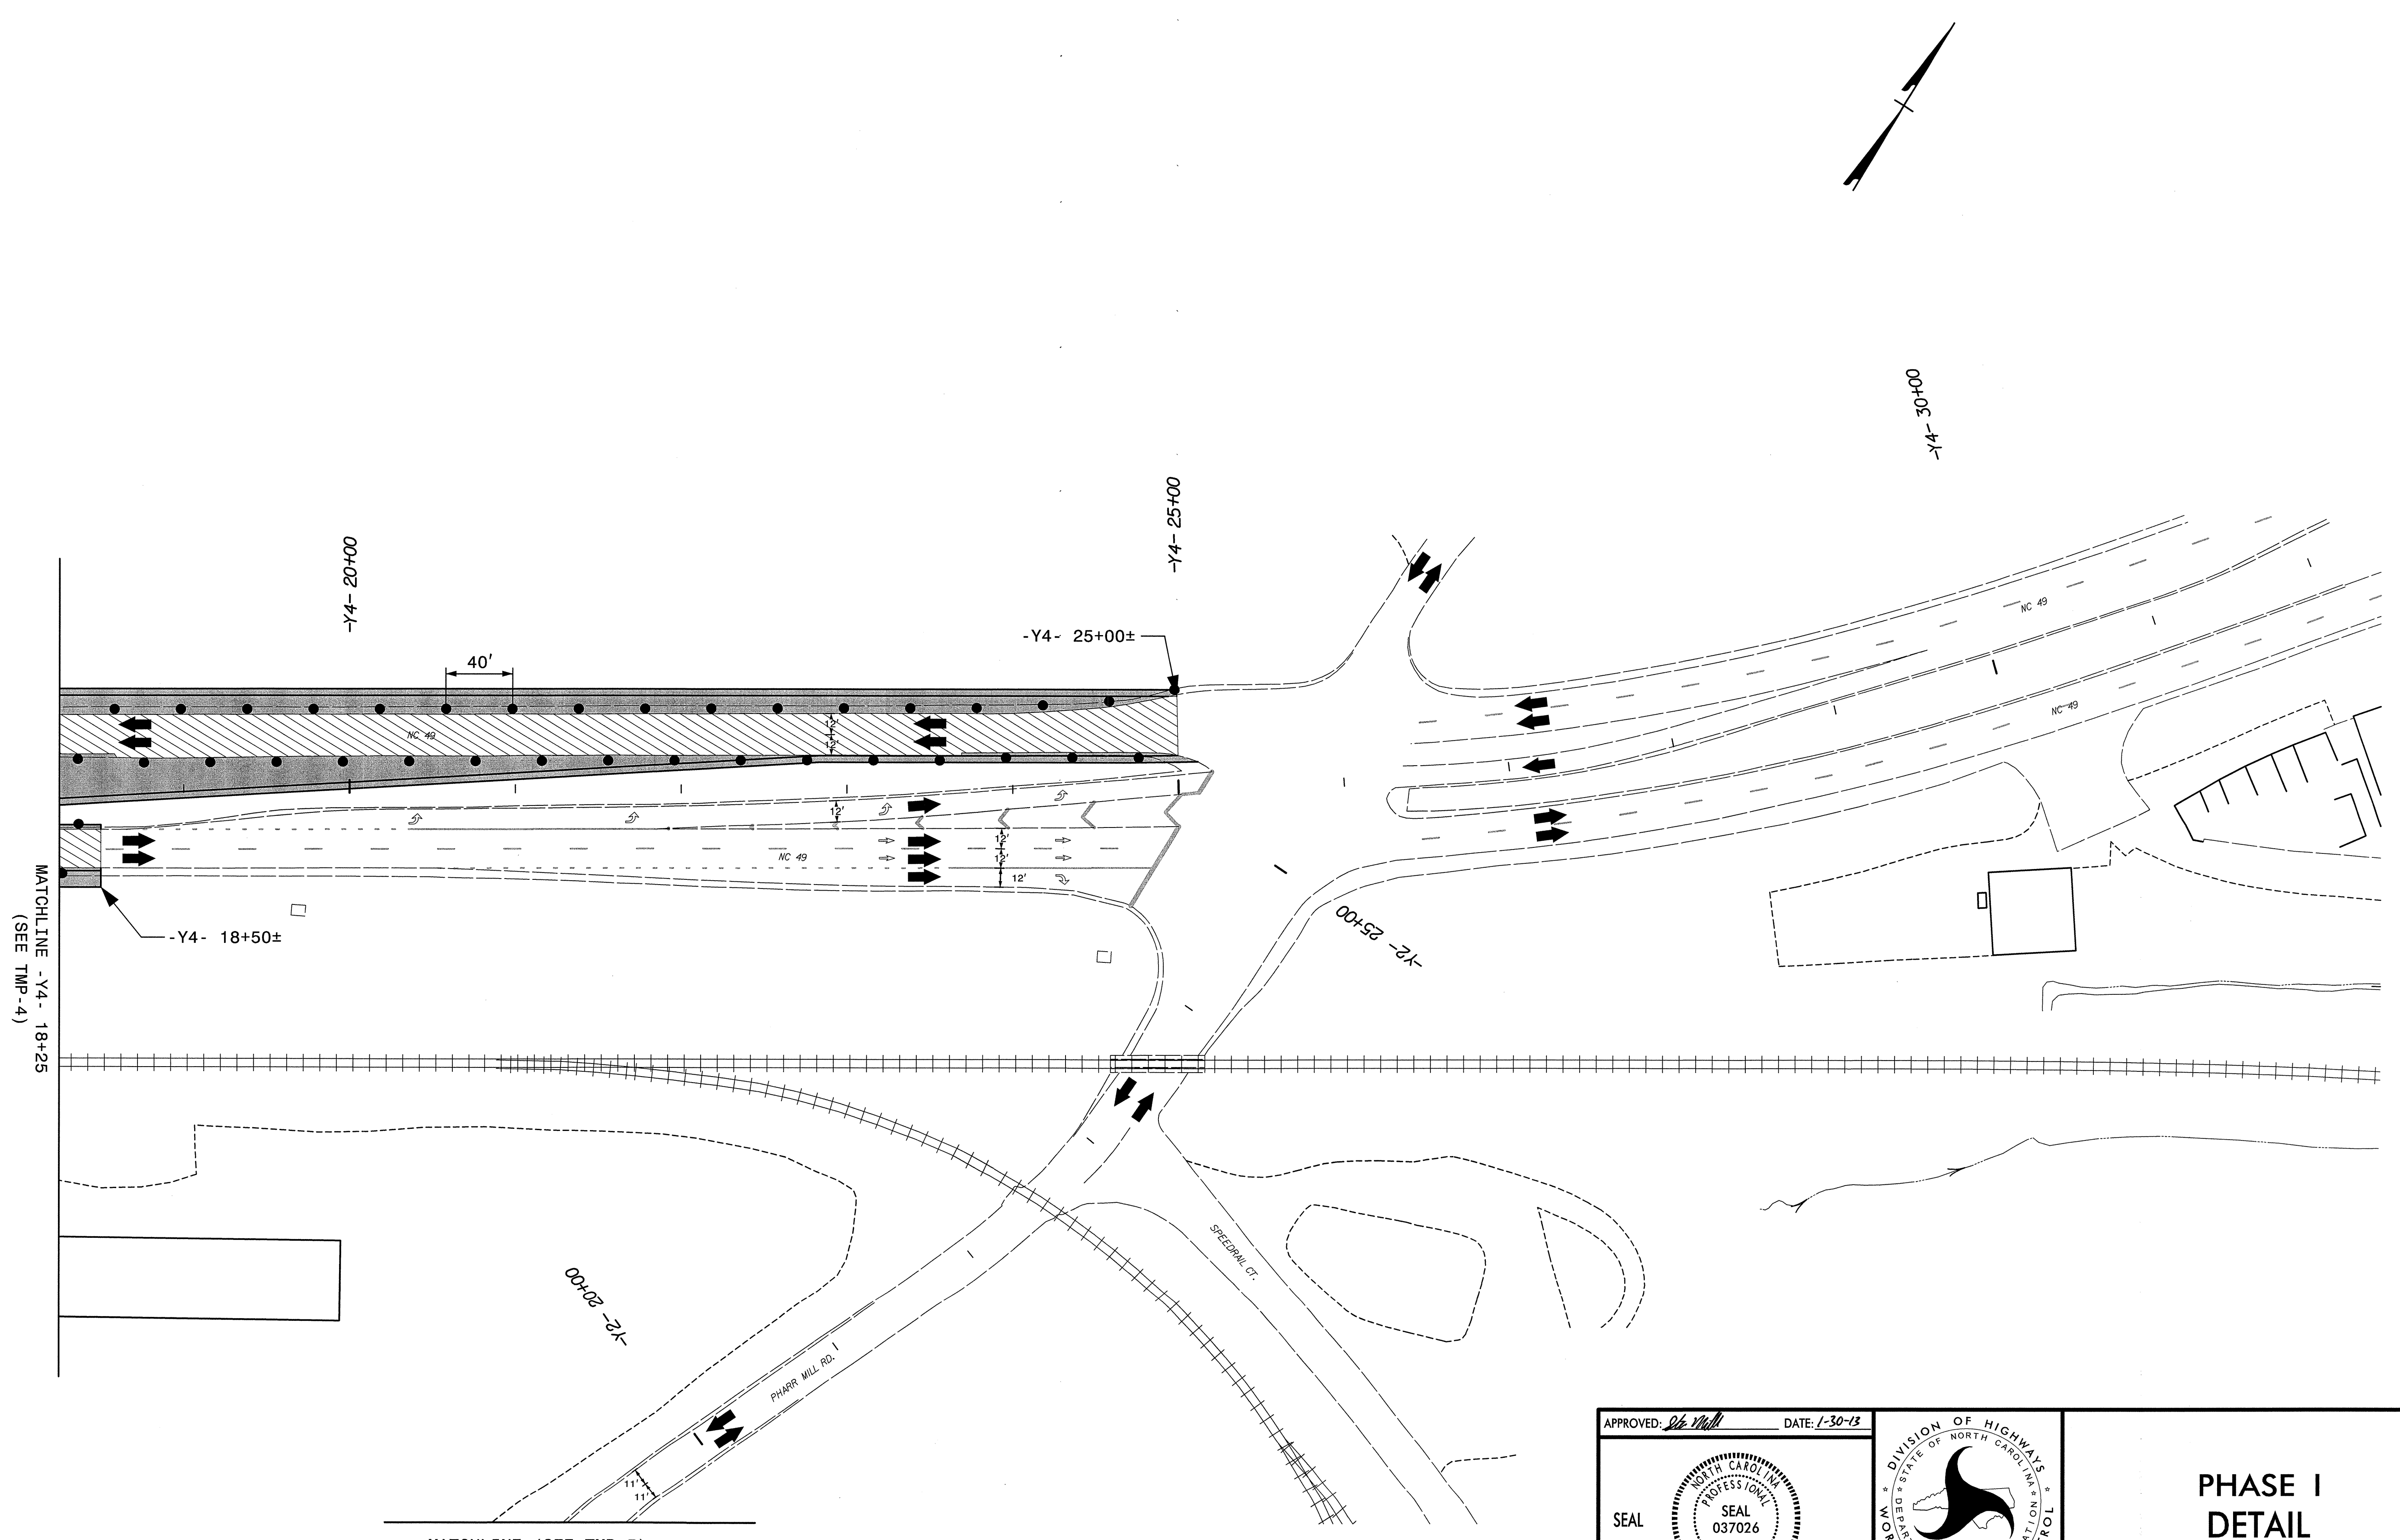 -Y4- 30+00
-Y4- 25+00
-Y4- 20+00
-Y4- 25+00±
40'
NC 49
NC 49
12'
12'
NC 49
12'
12'
12'
NC 49
12'
-Y2- 25+00
-Y4- 18+50±
MATCHLINE -Y4- 18+25
(SEE TMP-4)
SPEEDRAIL CT.
-Y2- 20+00
PHARR MILL RD.
11'
11'
APPROVED:
DATE: 1-30-13
SEAL
NORTH CAROLINA
PROFESSIONAL
SEAL
037026
DIVISION OF HIGHWAYS
STATE OF NORTH CAROLINA
PHASE I
DETAIL